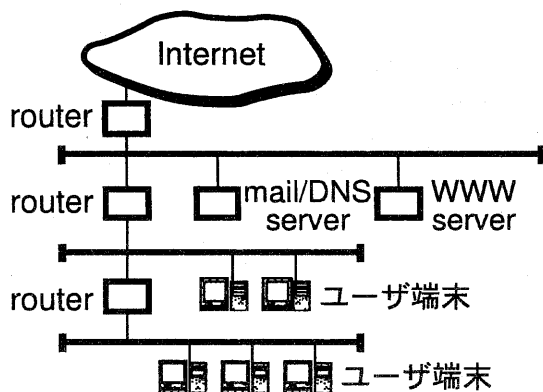 Internet
router
router
mail/DNS
server
WWW
server
router
ユーザ端末
ユーザ端末